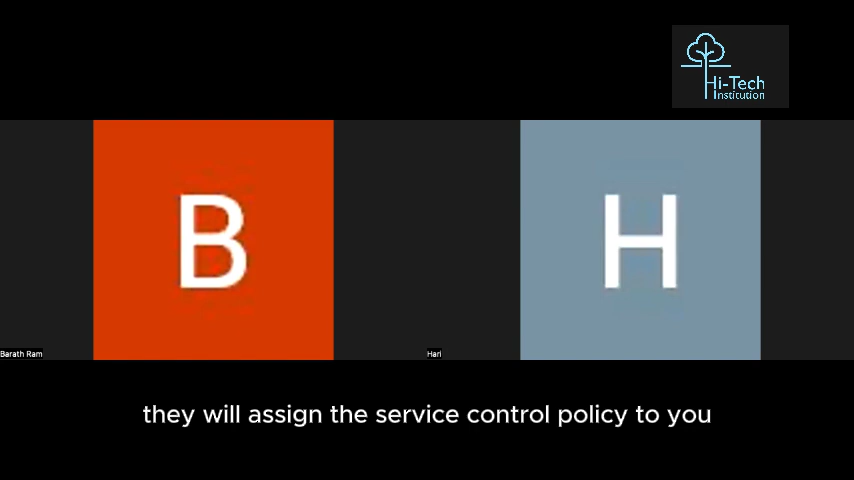 Hi-Tech
Institution
B
H
Barath Ram
Hari
they will assign the service control policy to you